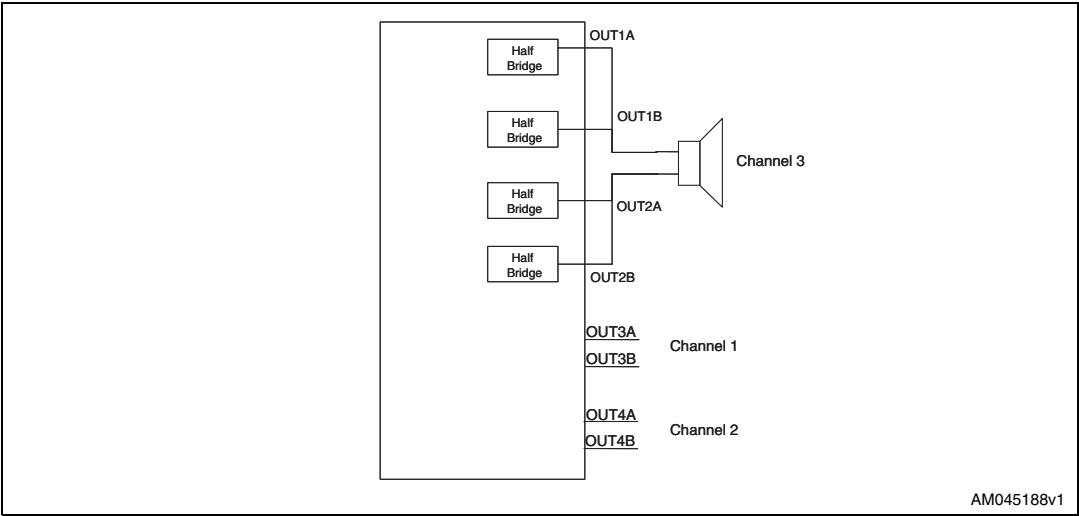 OUT1A
Half
Bridge
OUT1B
Half
Bridge
Channel 3
Half
Bridge
OUT2A
Half
Bridge
OUT2B
OUT3A
Channel 1
OUT3B
OUT4A
Channel 2
OUT4B
AM045188v1